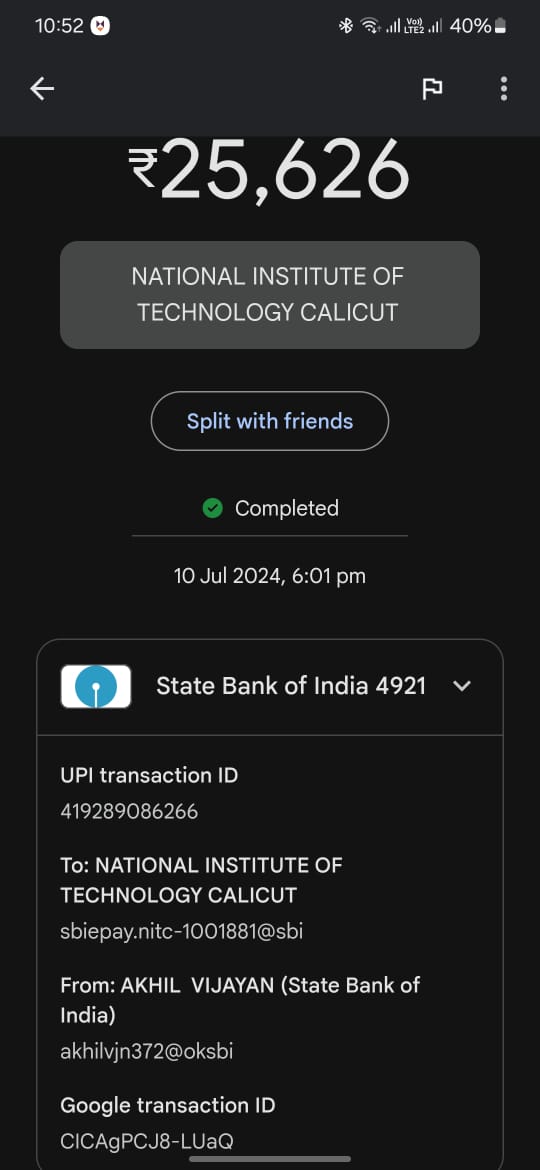 10:52
Vo))
LTE2
40%
₹25,626
NATIONAL INSTITUTE OF
TECHNOLOGY CALICUT
Split with friends
Completed
10 Jul 2024, 6:01 pm
State Bank of India 4921
UPI transaction ID
419289086266
To: NATIONAL INSTITUTE OF
TECHNOLOGY CALICUT
sbiepay.nitc-1001881@sbi
From: AKHIL VIJAYAN (State Bank of
India)
akhilvjn372@oksbi
Google transaction ID
CICAgPCJ8-LUaQ